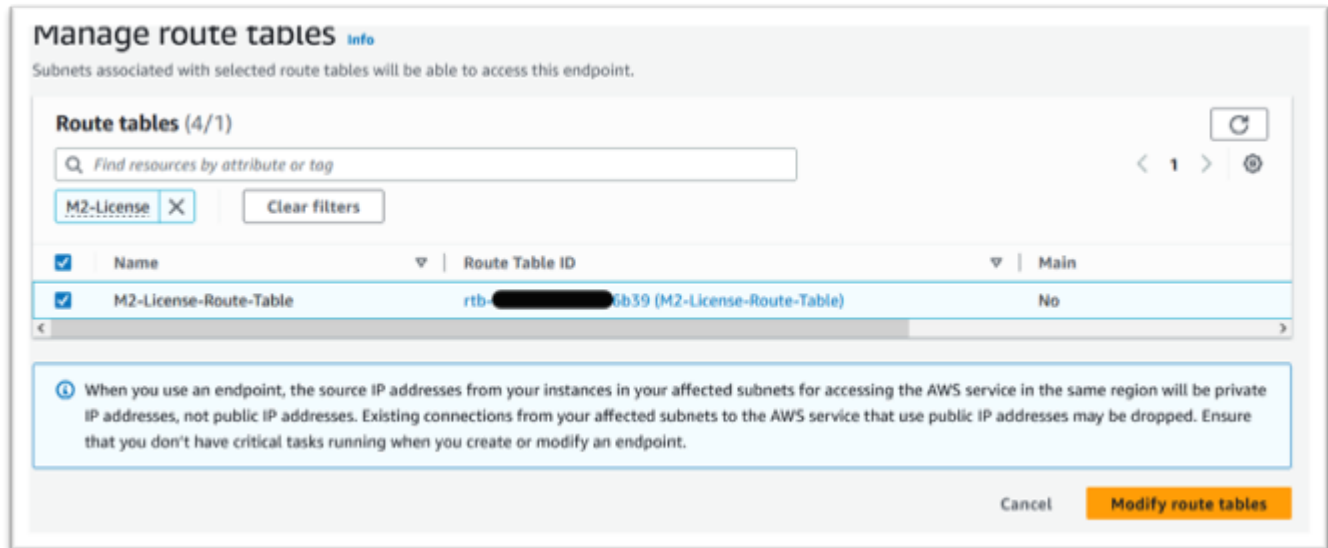 Manage route tables Info
Subnets associated with selected route tables will be able to access this endpoint.
Route tables (4/1)
Find resources by attribute or tag
1
M2-License
Clear filters
Name Route Table ID Main
M2-License-Route-Table rtb- 6b39 (M2-License-Route-Table) No
When you use an endpoint, the source IP addresses from your instances in your affected subnets for accessing the AWS service in the same region will be private
IP addresses, not public IP addresses. Existing connections from your affected subnets to the AWS service that use public IP addresses may be dropped. Ensure
that you don't have critical tasks running when you create or modify an endpoint.
Cancel Modify route tables